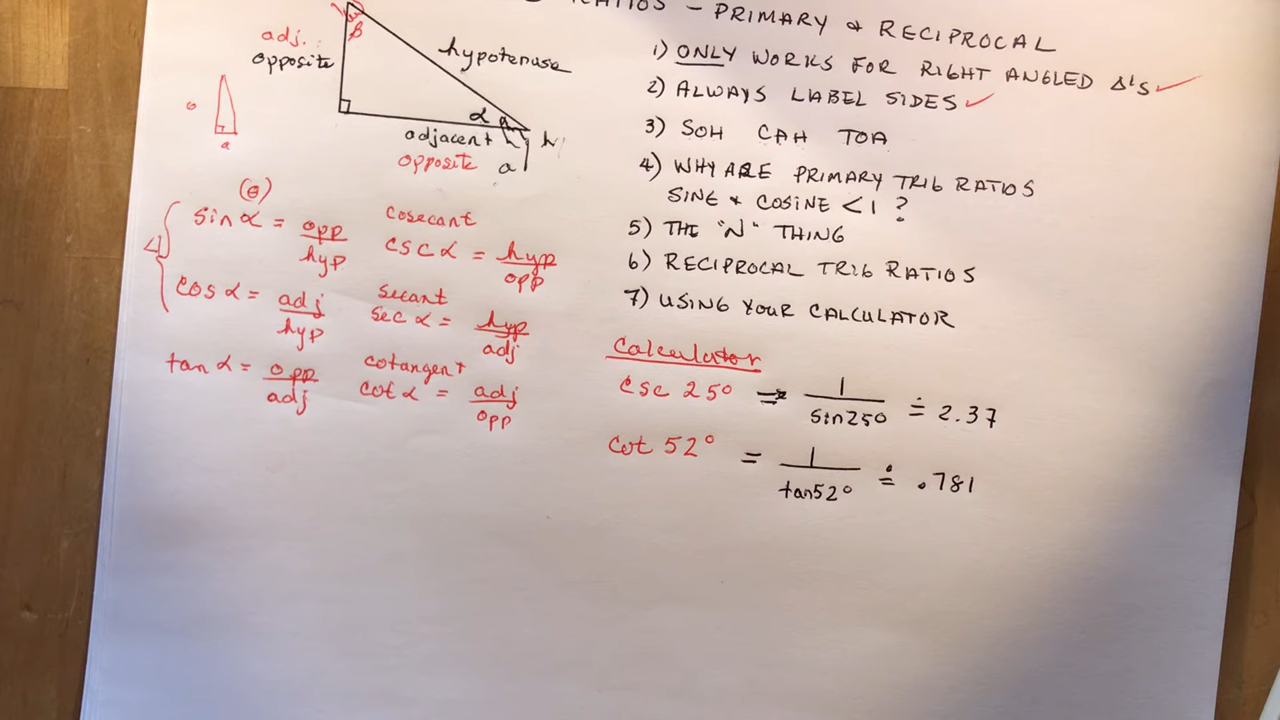 RATIOS - PRIMARY & RECIPROCAL
1) ONLY WORKS FOR RIGHT ANGLED Δ'S ✓
2) ALWAYS LABEL SIDES ✓
3) SOH CAH TOA
4) WHY ARE PRIMARY TRIG RATIOS
SINE & COSINE < 1 ?
5) THE "N" THING
6) RECIPROCAL TRIG RATIOS
7) USING YOUR CALCULATOR
β
adj.
opposite
hypotenuse
α
adjacent
opposite
h
a
o
a
(θ)
sin α = opp/hyp
cosecant
csc α = hyp/opp
<1
cos α = adj/hyp
secant
sec α = hyp/adj
tan α = opp/adj
cotangent
cot α = adj/opp
Calculator
csc 25° = 1/sin25° ≐ 2.37
cot 52° = 1/tan52° ≐ .781